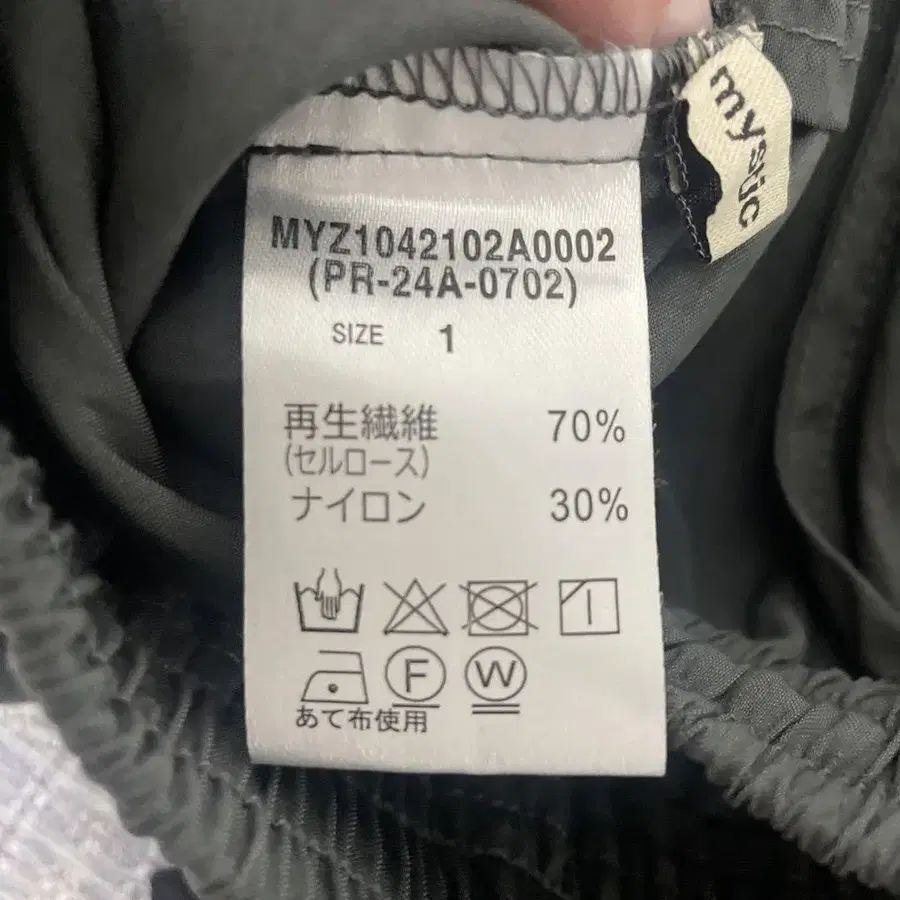 mystic
MYZ1042102A0002
(PR-24A-0702)
SIZE 1
再生繊維 70%
(セルロース)
ナイロン 30%
F W
あて布使用